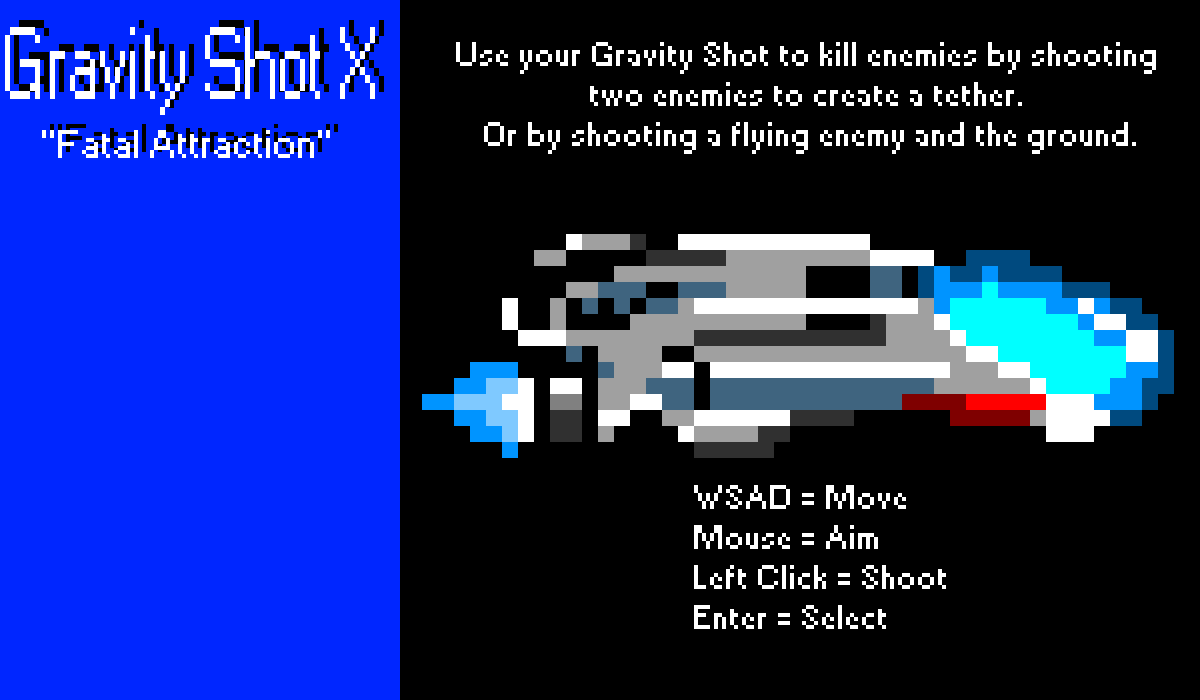 Gravity Shot X
"Fatal Attraction"
Use your Gravity Shot to kill enemies by shooting
two enemies to create a tether.
Or by shooting a flying enemy and the ground.
WSAD = Move
Mouse = Aim
Left Click = Shoot
Enter = Select